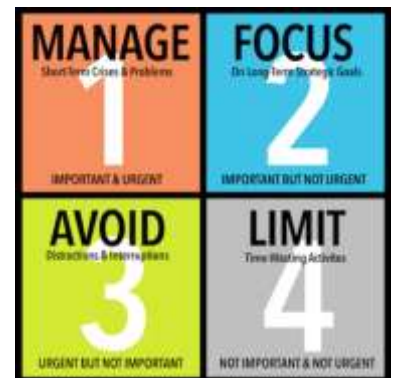 MANAGE
Short-Term Crises & Problems
1
IMPORTANT & URGENT
FOCUS
On Long-Term Strategic Goals
2
IMPORTANT BUT NOT URGENT
AVOID
Distractions & Interruptions
3
URGENT BUT NOT IMPORTANT
LIMIT
Time Wasting Activites
4
NOT IMPORTANT & NOT URGENT